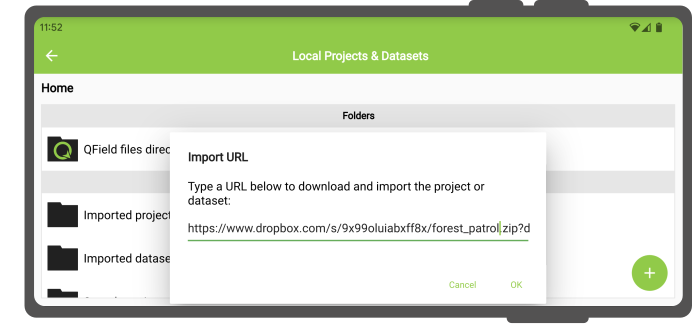 11:52
Local Projects & Datasets
Home
Folders
QField files direc
Import URL
Type a URL below to download and import the project or
dataset:
https://www.dropbox.com/s/9x99oluiabxff8x/forest_patrol.zip?d
Imported project
Imported datase
Cancel OK